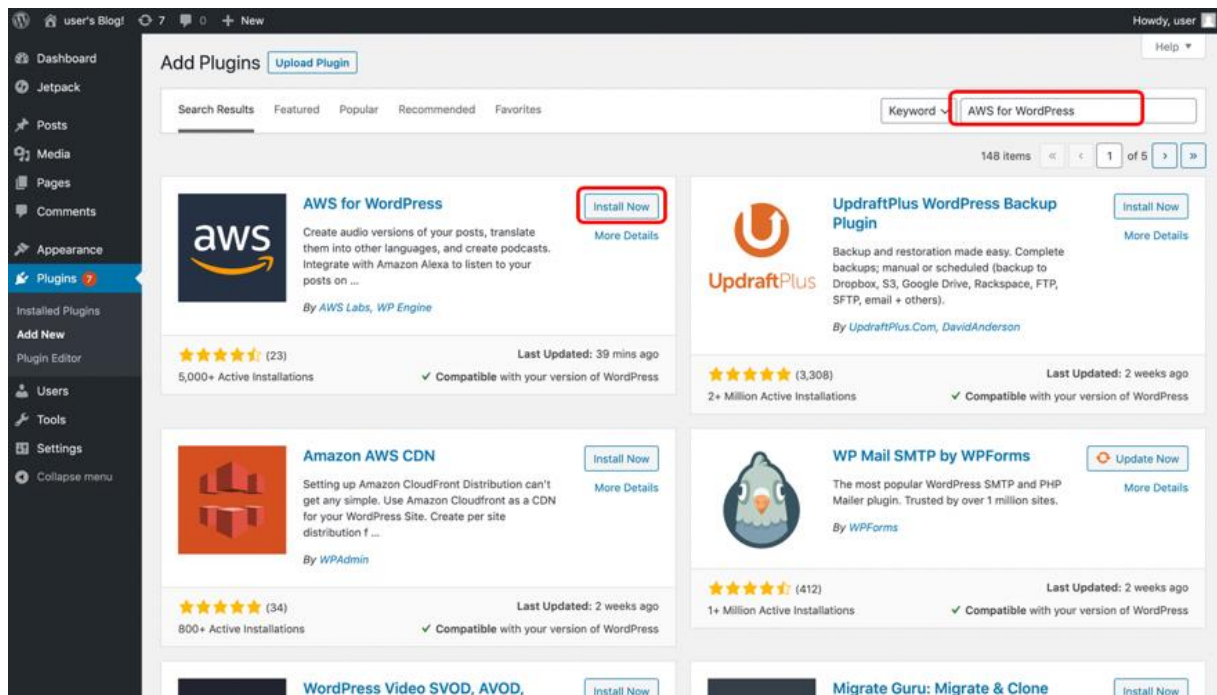 user's Blog! 7 0 + New Howdy, user
Help
Dashboard
Jetpack
Posts
Media
Pages
Comments
Appearance
Plugins 7
Installed Plugins
Add New
Plugin Editor
Users
Tools
Settings
Collapse menu
Add Plugins Upload Plugin
Search Results Featured Popular Recommended Favorites Keyword AWS for WordPress
148 items « ‹ 1 of 5 › »
aws
AWS for WordPress
Install Now
More Details
Create audio versions of your posts, translate
them into other languages, and create podcasts.
Integrate with Amazon Alexa to listen to your
posts on ...
By AWS Labs, WP Engine
(23)
Last Updated: 39 mins ago
5,000+ Active Installations
✓ Compatible with your version of WordPress
UpdraftPlus
UpdraftPlus WordPress Backup
Plugin
Install Now
More Details
Backup and restoration made easy. Complete
backups; manual or scheduled (backup to
Dropbox, S3, Google Drive, Rackspace, FTP,
SFTP, email + others).
By UpdraftPlus.Com, DavidAnderson
(3,308)
Last Updated: 2 weeks ago
2+ Million Active Installations
✓ Compatible with your version of WordPress
Amazon AWS CDN
Install Now
More Details
Setting up Amazon CloudFront Distribution can't
get any simple. Use Amazon Cloudfront as a CDN
for your WordPress Site. Create per site
distribution f ...
By WPAdmin
(34)
Last Updated: 2 weeks ago
800+ Active Installations
✓ Compatible with your version of WordPress
WP Mail SMTP by WPForms
Update Now
More Details
The most popular WordPress SMTP and PHP
Mailer plugin. Trusted by over 1 million sites.
By WPForms
(412)
Last Updated: 2 weeks ago
1+ Million Active Installations
✓ Compatible with your version of WordPress
WordPress Video SVOD, AVOD,
Install Now
Migrate Guru: Migrate & Clone
Install Now